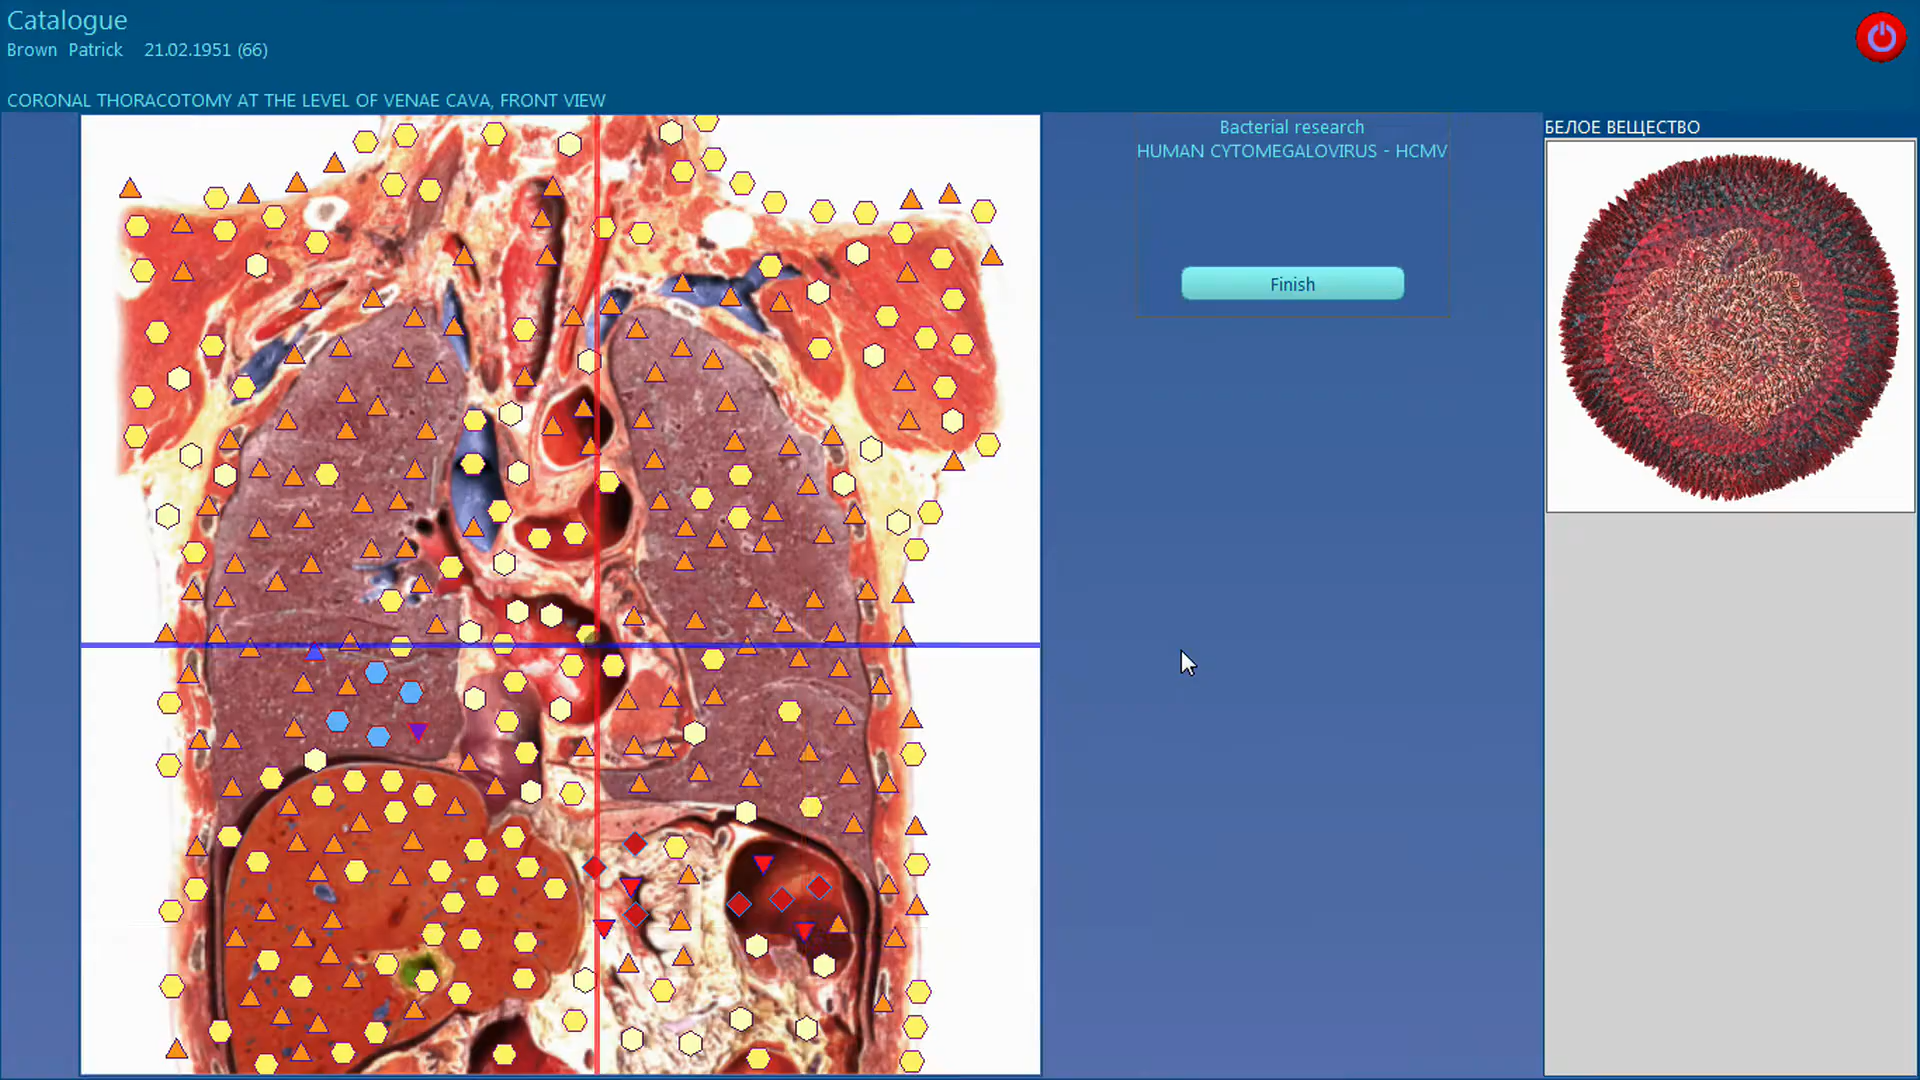 Catalogue
Brown Patrick 21.02.1951 (66)
CORONAL THORACOTOMY AT THE LEVEL OF VENAE CAVA, FRONT VIEW
Bacterial research
HUMAN CYTOMEGALOVIRUS - HCMV
Finish
БЕЛОЕ ВЕЩЕСТВО